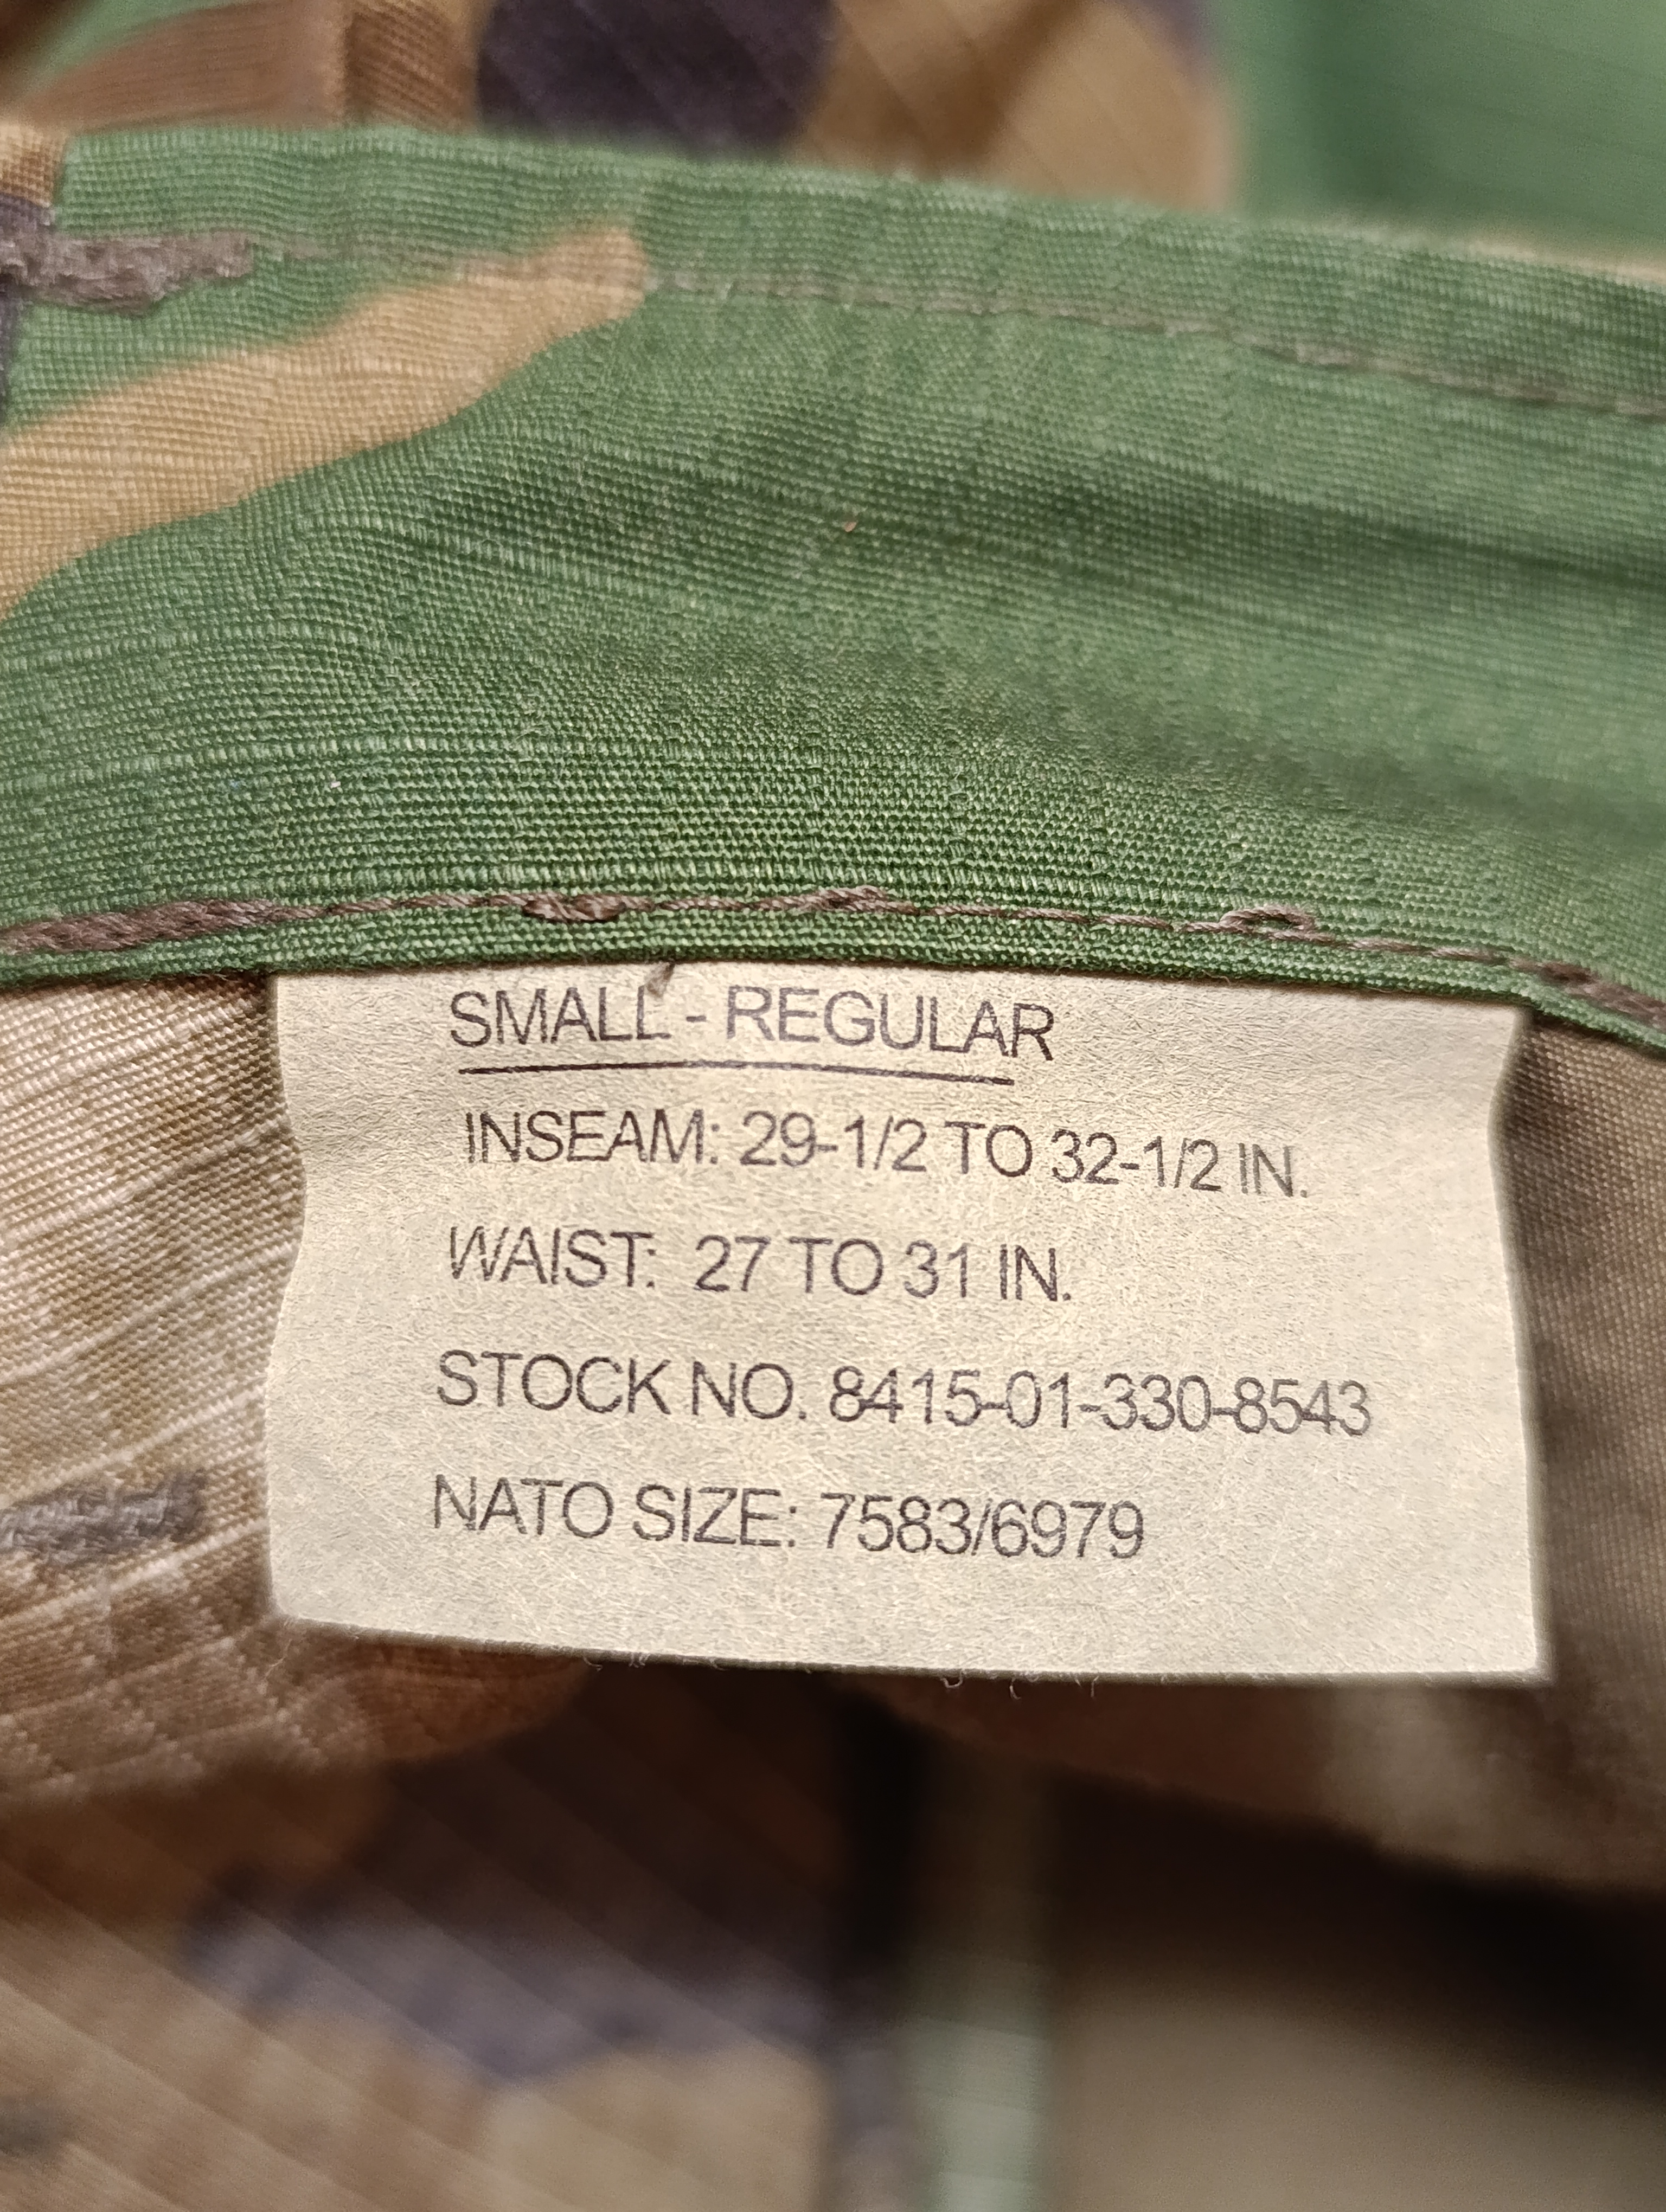 SMALL - REGULAR
INSEAM: 29-1/2 TO 32-1/2 IN.
WAIST: 27 TO 31 IN.
STOCK NO. 8415-01-330-8543
NATO SIZE: 7583/6979